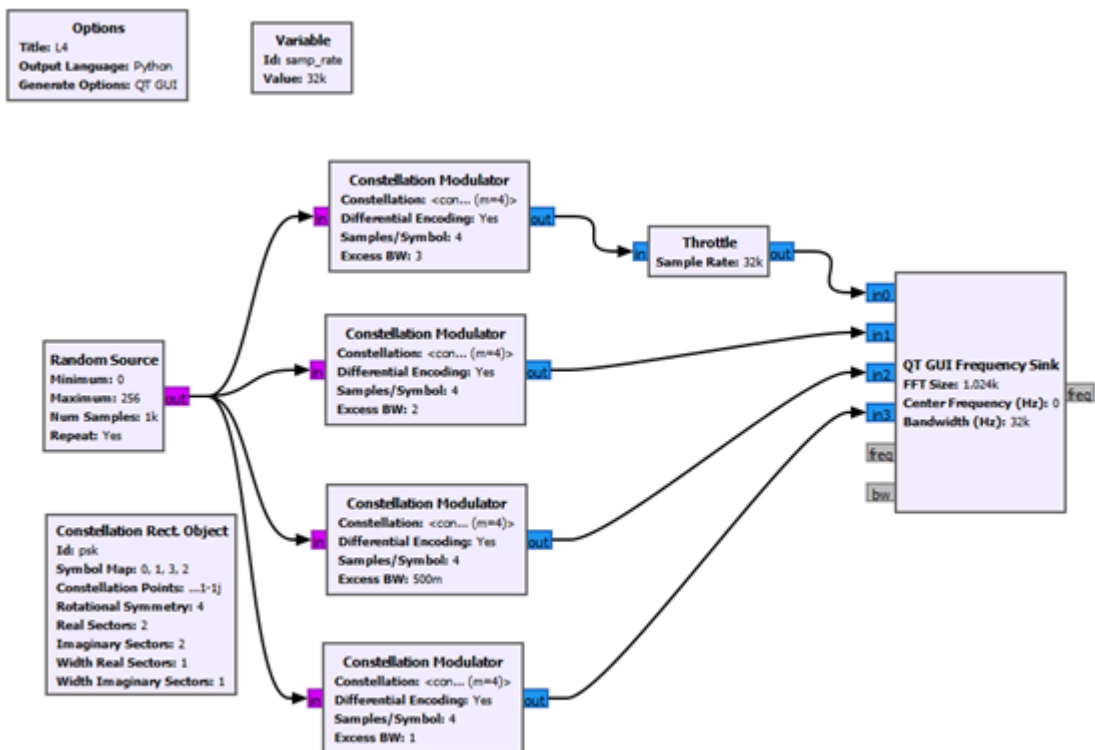 Options
Title: L4
Output Language: Python
Generate Options: QT GUI
Variable
Id: samp_rate
Value: 32k
Constellation Modulator
Constellation: <con... (m=4)>
Differential Encoding: Yes
Samples/Symbol: 4
Excess BW: 3
in
out
Throttle
Sample Rate: 32k
in
out
Constellation Modulator
Constellation: <con... (m=4)>
Differential Encoding: Yes
Samples/Symbol: 4
Excess BW: 2
in
out
Random Source
Minimum: 0
Maximum: 256
Num Samples: 1k
Repeat: Yes
out
QT GUI Frequency Sink
FFT Size: 1.024k
Center Frequency (Hz): 0
Bandwidth (Hz): 32k
in0
in1
in2
in3
freq
bw
freq
Constellation Modulator
Constellation: <con... (m=4)>
Differential Encoding: Yes
Samples/Symbol: 4
Excess BW: 500m
in
out
Constellation Rect. Object
Id: psk
Symbol Map: 0, 1, 3, 2
Constellation Points: ...1-1j
Rotational Symmetry: 4
Real Sectors: 2
Imaginary Sectors: 2
Width Real Sectors: 1
Width Imaginary Sectors: 1
Constellation Modulator
Constellation: <con... (m=4)>
Differential Encoding: Yes
Samples/Symbol: 4
Excess BW: 1
in
out